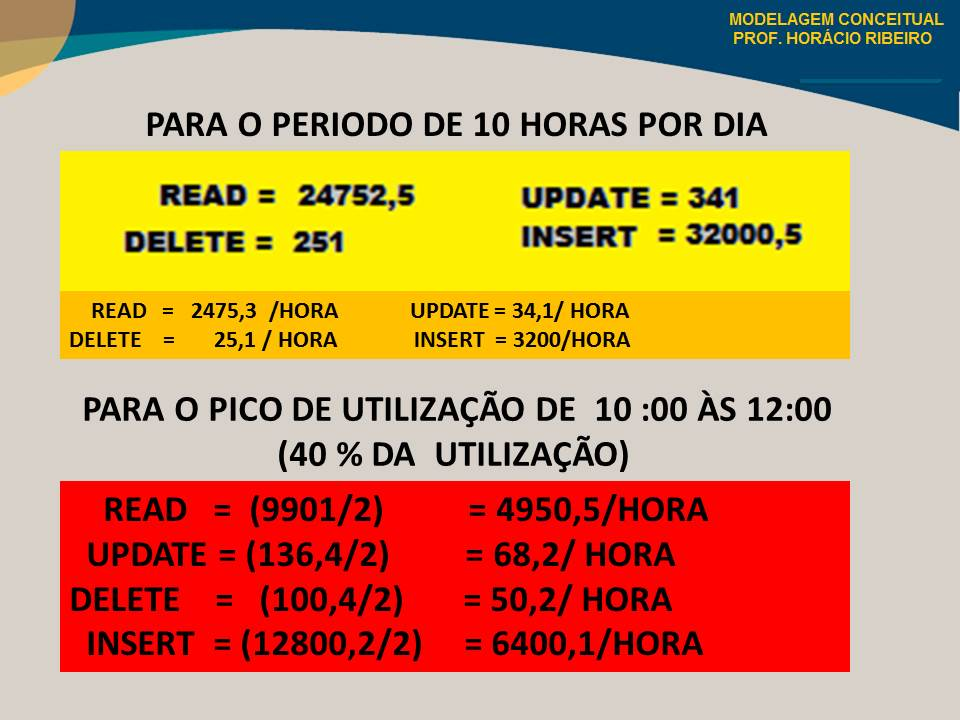 MODELAGEM CONCEITUAL
PROF. HORÁCIO RIBEIRO
PARA O PERIODO DE 10 HORAS POR DIA
READ = 24752,5 UPDATE = 341
DELETE = 251 INSERT = 32000,5
READ = 2475,3 /HORA UPDATE = 34,1/ HORA
DELETE = 25,1 / HORA INSERT = 3200/HORA
PARA O PICO DE UTILIZAÇÃO DE 10 :00 ÀS 12:00
(40 % DA UTILIZAÇÃO)
READ = (9901/2) = 4950,5/HORA
UPDATE = (136,4/2) = 68,2/ HORA
DELETE = (100,4/2) = 50,2/ HORA
INSERT = (12800,2/2) = 6400,1/HORA